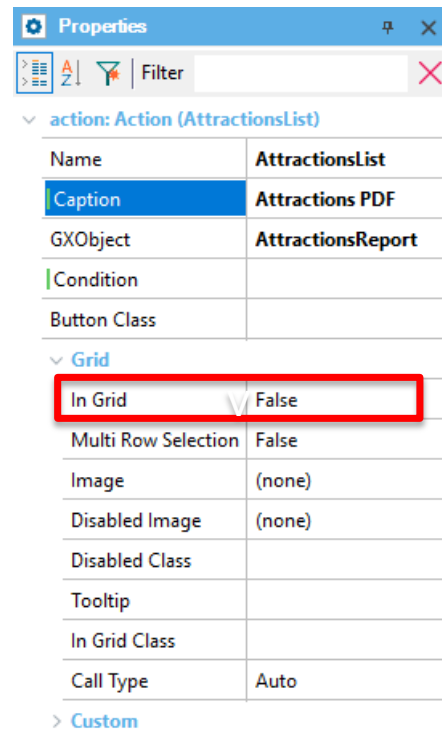 Properties
A Z Filter
action: Action (AttractionsList)
Name AttractionsList
Caption Attractions PDF
GXObject AttractionsReport
Condition
Button Class
Grid
In Grid False
Multi Row Selection False
Image (none)
Disabled Image (none)
Disabled Class
Tooltip
In Grid Class
Call Type Auto
Custom